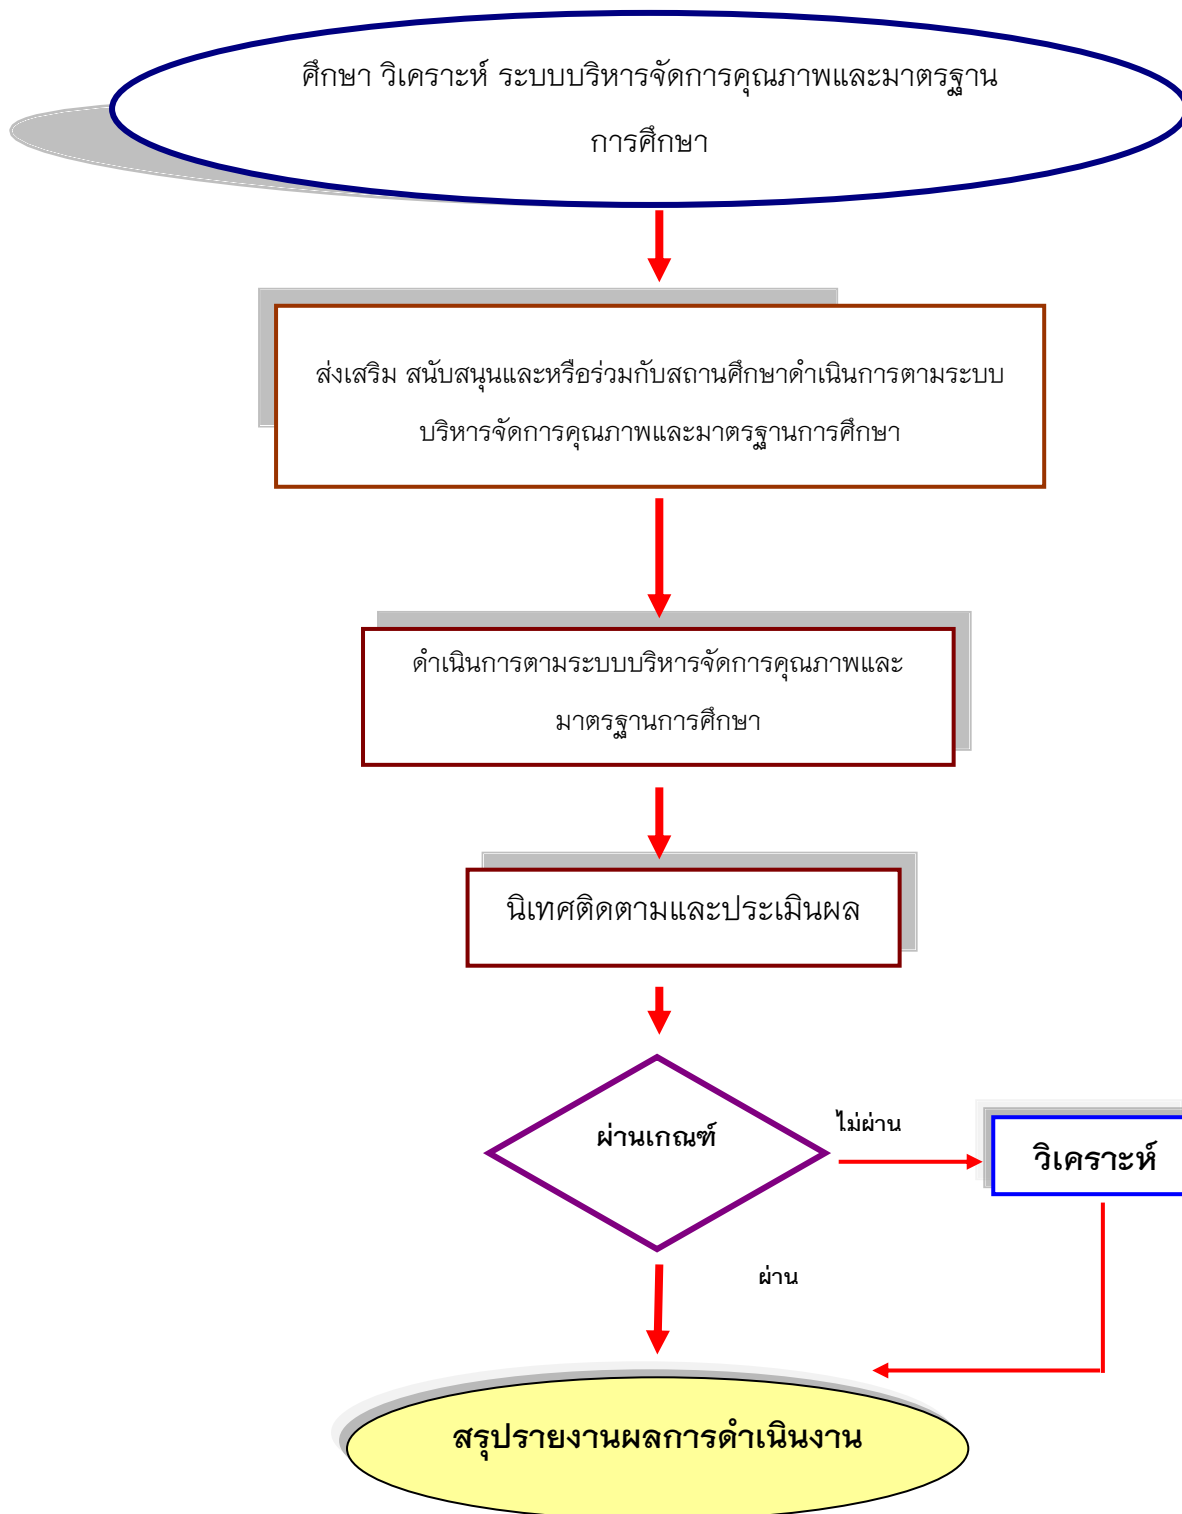 ศึกษา วิเคราะห์ ระบบบริหารจัดการคุณภาพและมาตรฐาน
การศึกษา
ส่งเสริม สนับสนุนและหรือร่วมกับสถานศึกษาดำเนินการตามระบบ
บริหารจัดการคุณภาพและมาตรฐานการศึกษา
ดำเนินการตามระบบบริหารจัดการคุณภาพและ
มาตรฐานการศึกษา
นิเทศติดตามและประเมินผล
ผ่านเกณฑ์
ไม่ผ่าน
วิเคราะห์
ผ่าน
สรุปรายงานผลการดำเนินงาน